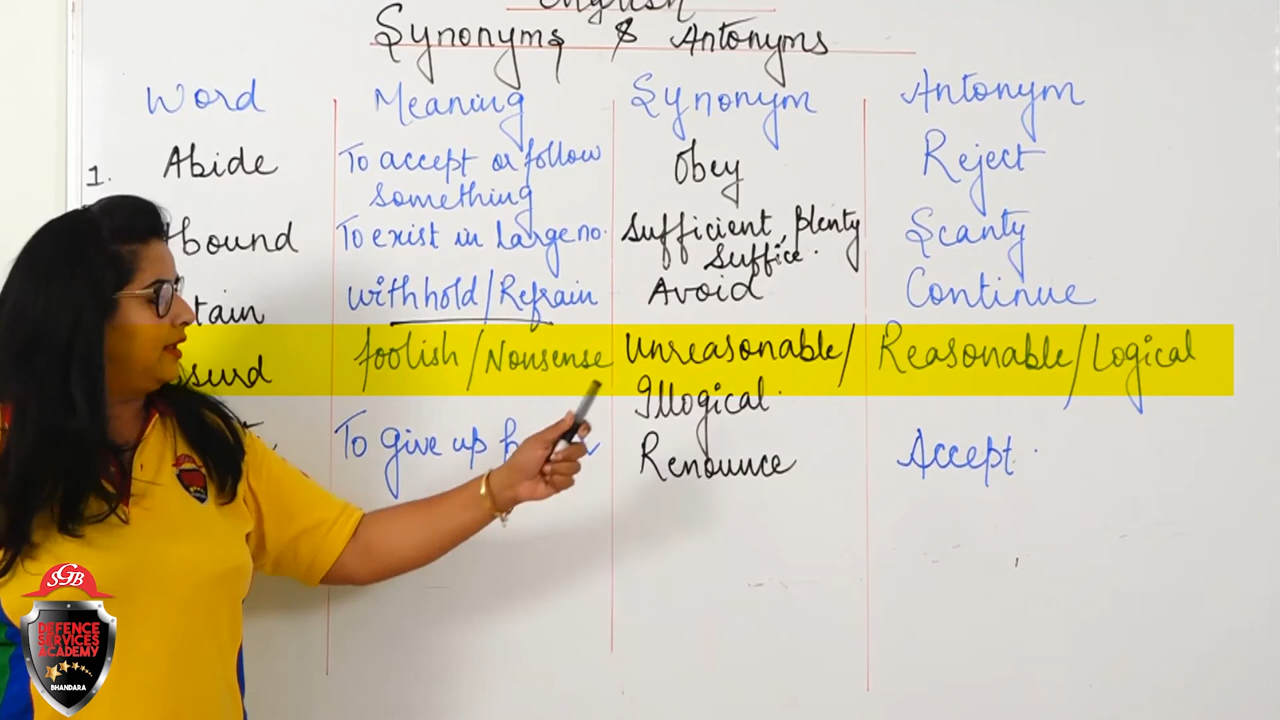 English
Synonyms & Antonyms
Word Meaning Synonym Antonym
1. Abide To accept or follow something Obey Reject
bound To exist in large no. Sufficient, Plenty Suffice. Scanty
tain withhold/Refrain Avoid Continue
surd foolish/Nonsense Unreasonable/ Illogical. Reasonable/Logical
To give up Renounce Accept.
SGB
DEFENCE
SERVICES
ACADEMY
BHANDARA